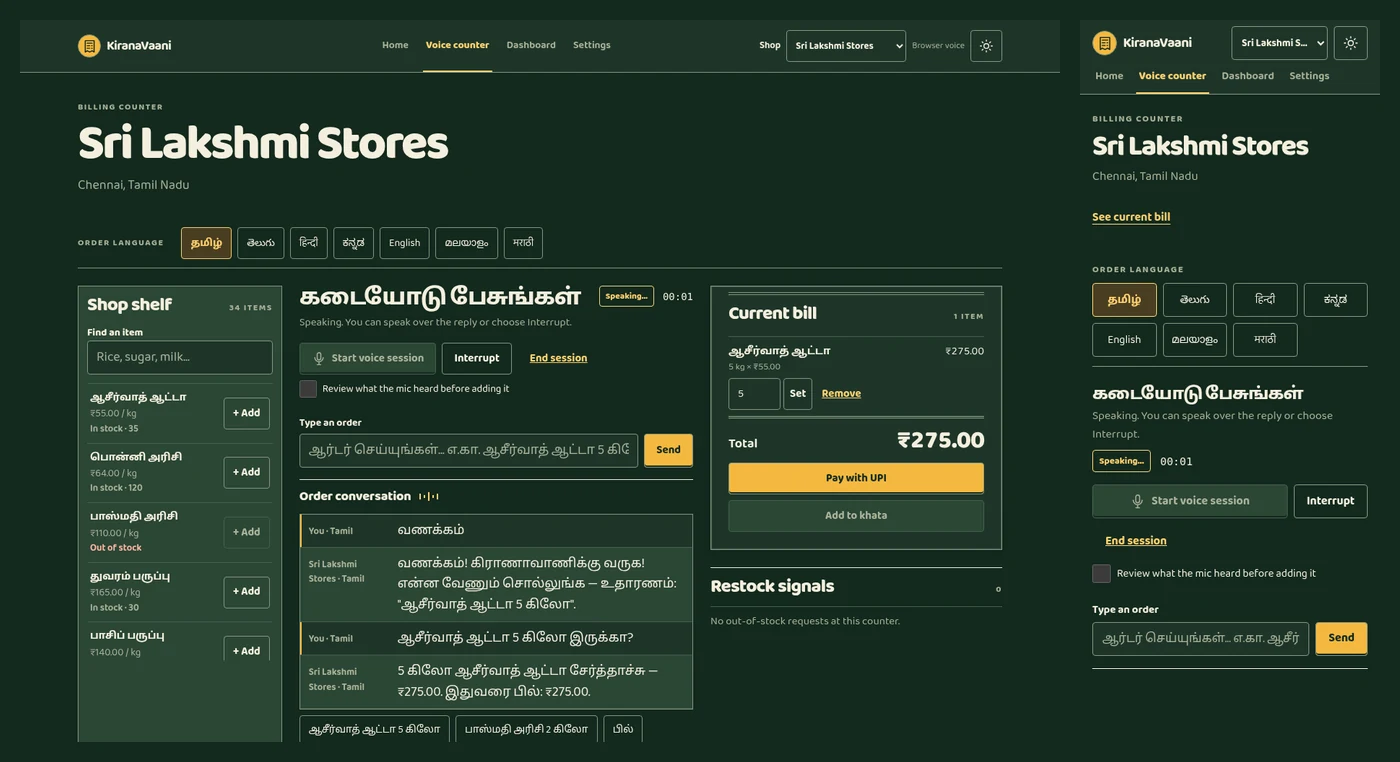 KiranaVaani
Home
Voice counter
Dashboard
Settings
Shop
Sri Lakshmi Stores
Browser voice
BILLING COUNTER
Sri Lakshmi Stores
Chennai, Tamil Nadu
ORDER LANGUAGE
தமிழ்
తెలుగు
हिन्दी
ಕನ್ನಡ
English
മലയാളം
मराठी
Shop shelf
34 ITEMS
Find an item
Rice, sugar, milk...
ஆசீர்வாத் ஆட்டா
₹55.00 / kg
In stock · 35
+ Add
பொன்னி அரிசி
₹64.00 / kg
In stock · 120
+ Add
பாஸ்மதி அரிசி
₹110.00 / kg
Out of stock
+ Add
துவரம் பருப்பு
₹165.00 / kg
In stock · 30
+ Add
பாசிப் பருப்பு
₹140.00 / kg
+ Add
கடையோடு பேசுங்கள்
Speaking...
00:01
Speaking. You can speak over the reply or choose Interrupt.
Start voice session
Interrupt
End session
Review what the mic heard before adding it
Type an order
ஆர்டர் செய்யுங்கள்... எ.கா. ஆசீர்வாத் ஆட்டா 5 கிே
Send
Order conversation
You · Tamil
வணக்கம்
Sri Lakshmi
Stores · Tamil
வணக்கம்! கிராணாவாணிக்கு வருக!
என்ன வேணும் சொல்லுங்க — உதாரணம்:
"ஆசீர்வாத் ஆட்டா 5 கிலோ".
You · Tamil
ஆசீர்வாத் ஆட்டா 5 கிலோ இருக்கா?
Sri Lakshmi
Stores · Tamil
5 கிலோ ஆசீர்வாத் ஆட்டா சேர்த்தாச்சு —
₹275.00. இதுவரை பில்: ₹275.00.
ஆசீர்வாத் ஆட்டா 5 கிலோ
பாஸ்மதி அரிசி 2 கிலோ
பில்
Current bill
1 ITEM
ஆசீர்வாத் ஆட்டா
₹275.00
5 kg × ₹55.00
5
Set
Remove
Total
₹275.00
Pay with UPI
Add to khata
Restock signals
0
No out-of-stock requests at this counter.
KiranaVaani
Sri Lakshmi S...
Home
Voice counter
Dashboard
Settings
BILLING COUNTER
Sri Lakshmi Stores
Chennai, Tamil Nadu
See current bill
ORDER LANGUAGE
தமிழ்
తెలుగు
हिन्दी
ಕನ್ನಡ
English
മലയാളം
मराठी
கடையோடு பேசுங்கள்
Speaking. You can speak over the reply or choose
Interrupt.
Speaking...
00:01
Start voice session
Interrupt
End session
Review what the mic heard before adding it
Type an order
ஆர்டர் செய்யுங்கள்... எ.கா. ஆசீர்
Send